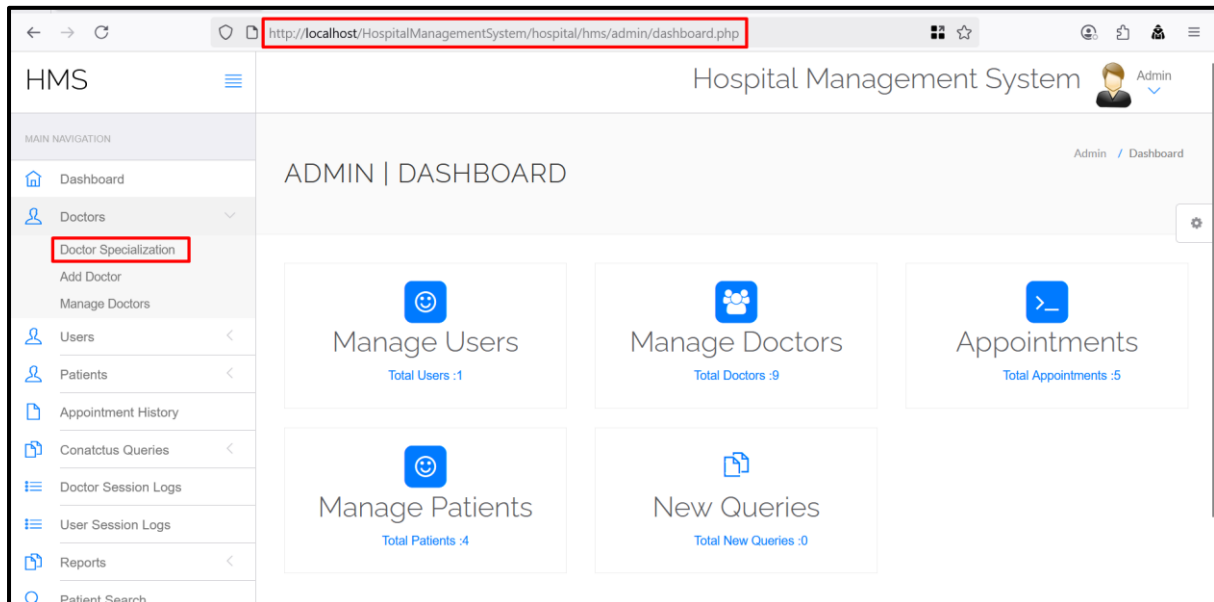 http://localhost/HospitalManagementSystem/hospital/hms/admin/dashboard.php
HMS
Hospital Management System
Admin
MAIN NAVIGATION
Admin / Dashboard
ADMIN | DASHBOARD
Dashboard
Doctors
Doctor Specialization
Add Doctor
Manage Doctors
Users
Patients
Appointment History
Conatctus Queries
Doctor Session Logs
User Session Logs
Reports
Patient Search
Manage Users
Total Users :1
Manage Doctors
Total Doctors :9
Appointments
Total Appointments :5
Manage Patients
Total Patients :4
New Queries
Total New Queries :0